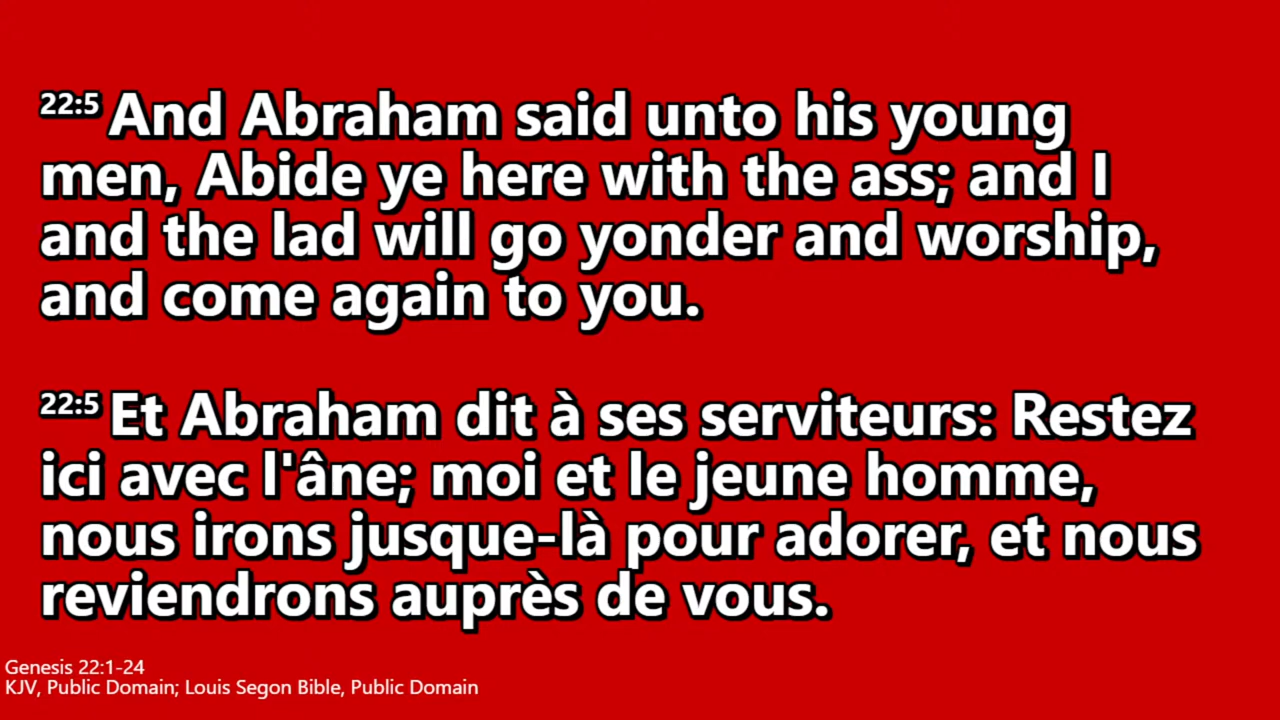 22:5 And Abraham said unto his young
men, Abide ye here with the ass; and I
and the lad will go yonder and worship,
and come again to you.
22:5 Et Abraham dit à ses serviteurs: Restez
ici avec l'âne; moi et le jeune homme,
nous irons jusque-là pour adorer, et nous
reviendrons auprès de vous.
Genesis 22:1-24
KJV, Public Domain; Louis Segon Bible, Public Domain